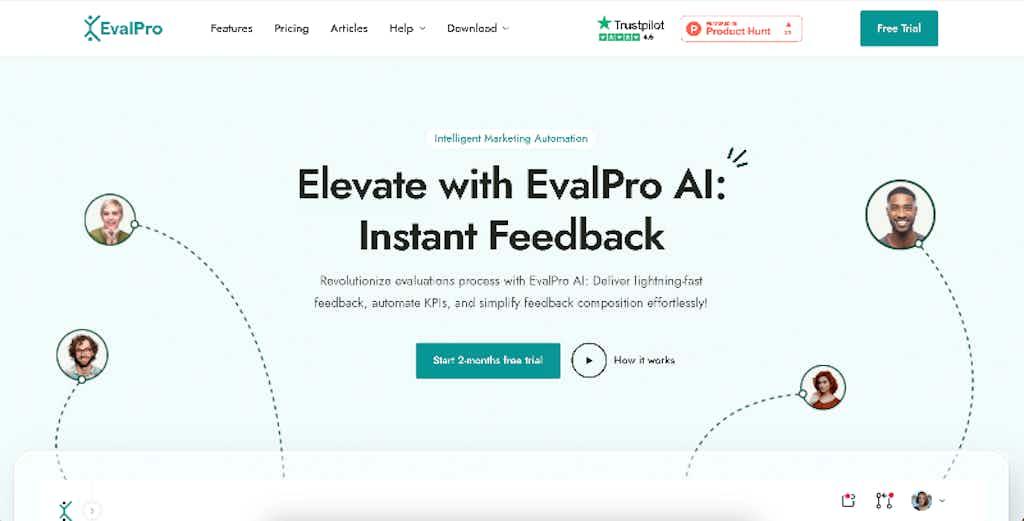 EvalPro
Features
Pricing
Articles
Help
Download
Trustpilot
4.6
Product Hunt
Free Trial
Intelligent Marketing Automation
Elevate with EvalPro AI:
Instant Feedback
Revolutionize evaluations process with EvalPro AI: Deliver lightning-fast
feedback, automate KPIs, and simplify feedback composition effortlessly!
Start 2-months free trial
How it works